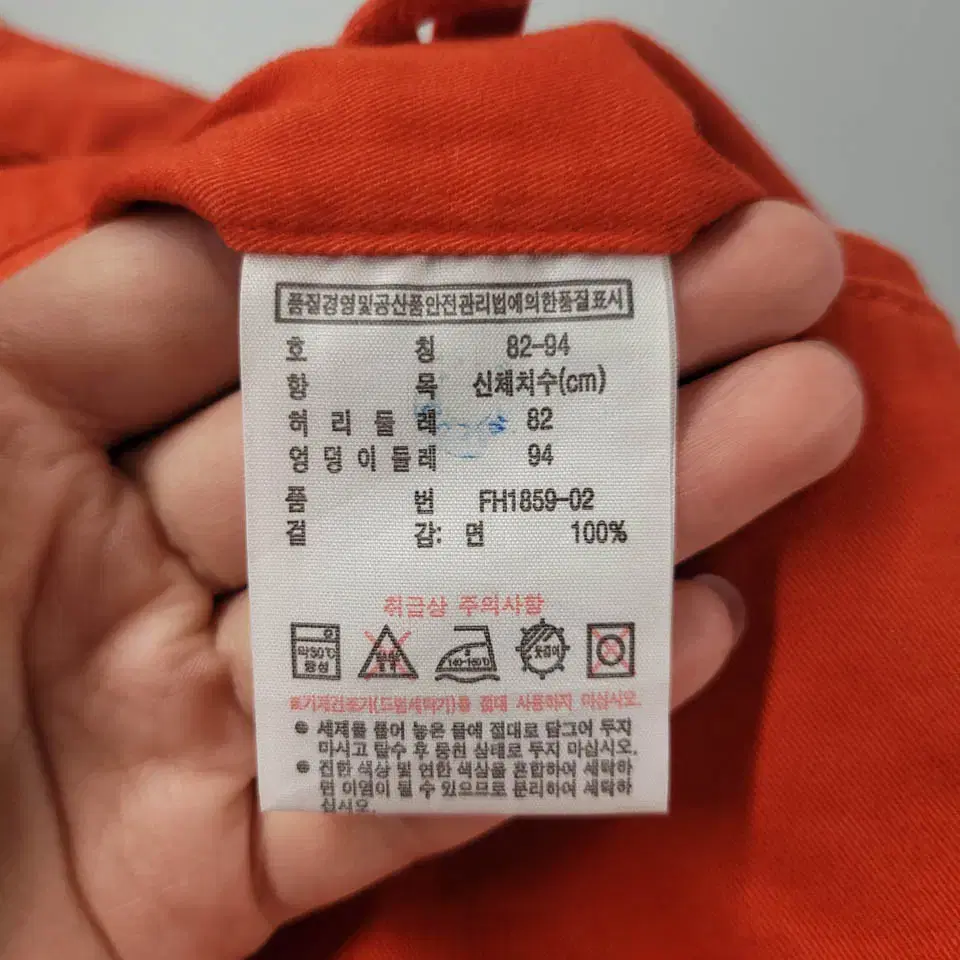 품질경영및공산품안전관리법에의한품질표시
호 칭 82-94
항 목 신체치수(cm)
허 리 둘 레 82
엉 덩 이 둘 레 94
품 번 FH1859-02
겉 감: 면 100%
취급상 주의사항
약30℃ 중성
140~160℃
옷걸이
※기계건조기(드럼세탁기)를 절대 사용하지 마십시오.
● 세제를 풀어 놓은 물에 절대로 담그어 두지
마시고 탈수 후 뭉친 상태로 두지 마십시오.
● 진한 색상 및 연한 색상을 혼합하여 세탁하
면 이염이 될 수 있으므로 분리하여 세탁하
십시오.